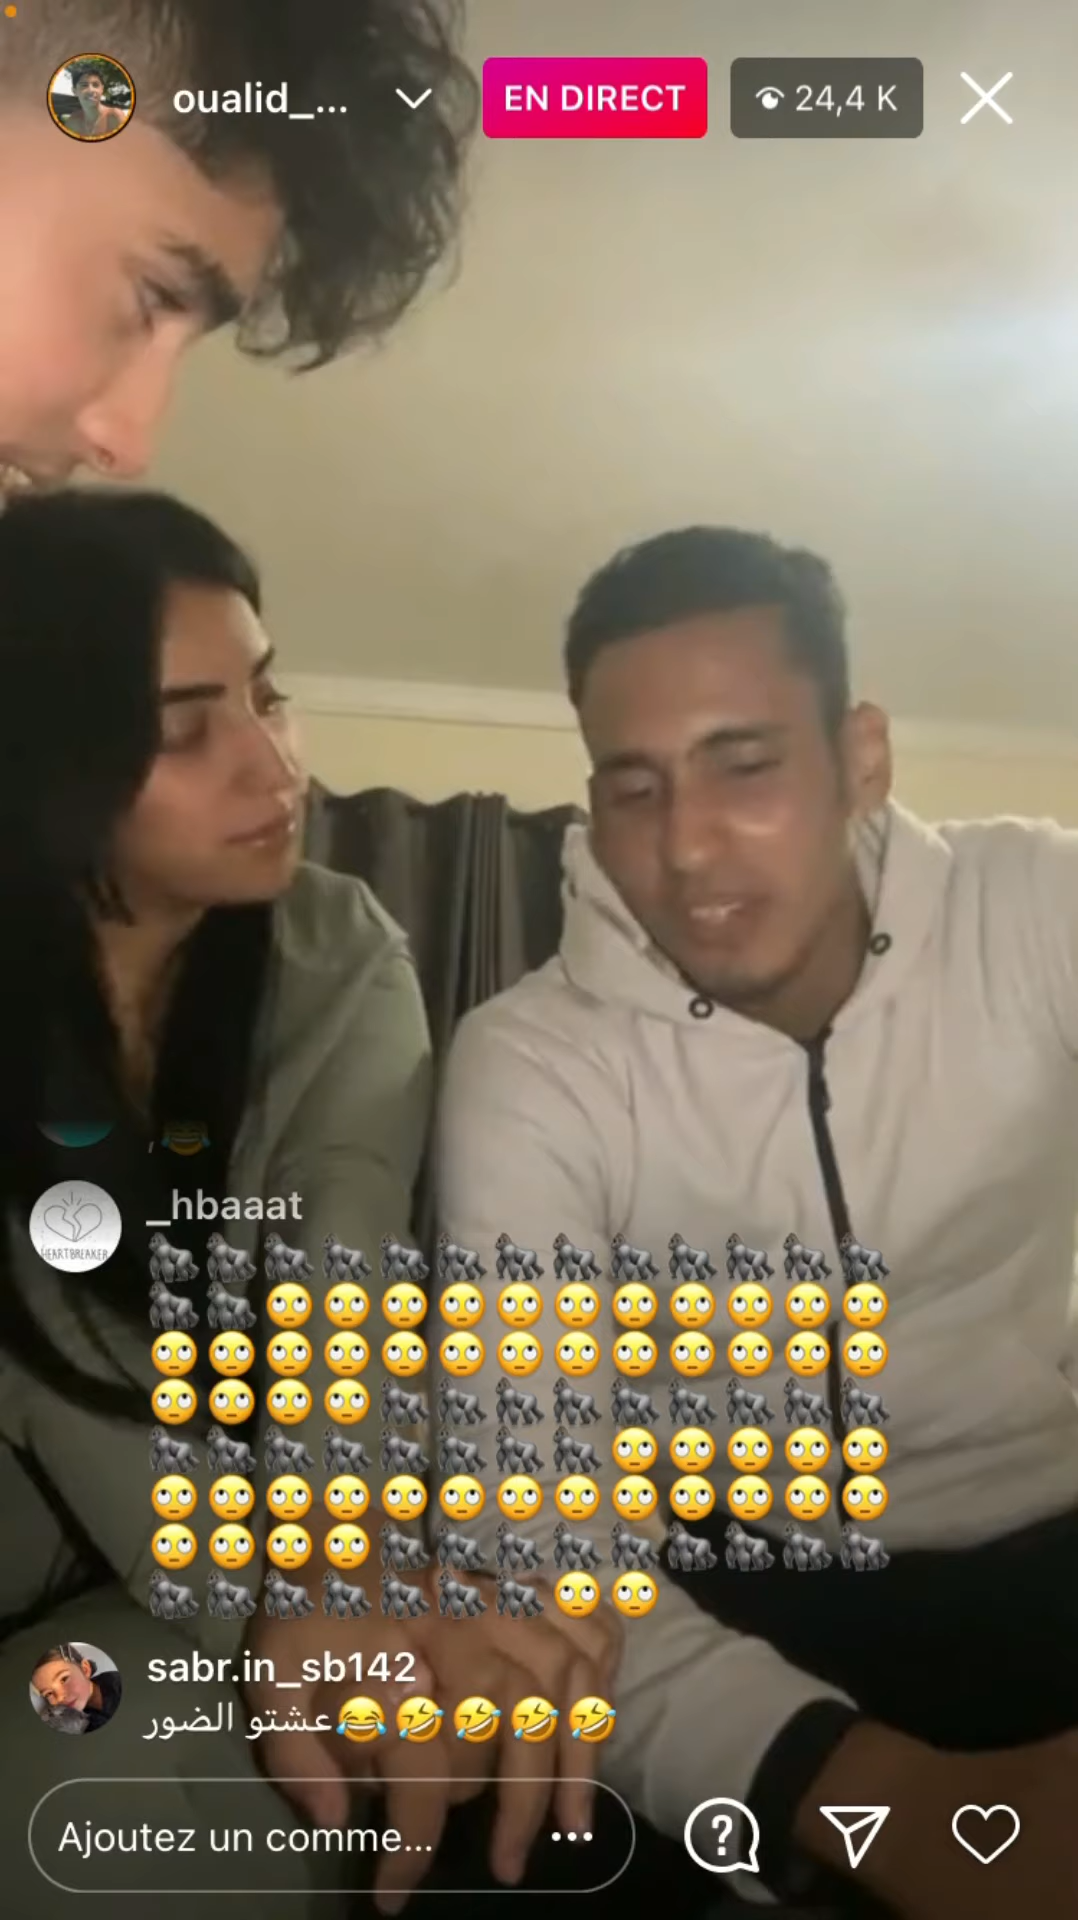 oualid_...
EN DIRECT
24,4 K
_hbaaat
🦍🦍🦍🦍🦍🦍🦍🦍🦍🦍🦍🦍🦍
🦍🦍🙄🙄🙄🙄🙄🙄🙄🙄🙄🙄🙄
🙄🙄🙄🙄🙄🙄🙄🙄🙄🙄🙄🙄🙄
🙄🙄🙄🙄🦍🦍🦍🦍🦍🦍🦍🦍🦍
🦍🦍🦍🦍🦍🦍🦍🦍🙄🙄🙄🙄🙄
🙄🙄🙄🙄🙄🙄🙄🙄🙄🙄🙄🙄🙄
🙄🙄🙄🙄🦍🦍🦍🦍🦍🦍🦍🦍🦍
🦍🦍🦍🦍🦍🦍🦍🙄🙄
HEARTBREAKER
sabr.in_sb142
عشتو الضور😂🤣🤣🤣🤣
Ajoutez un comme...